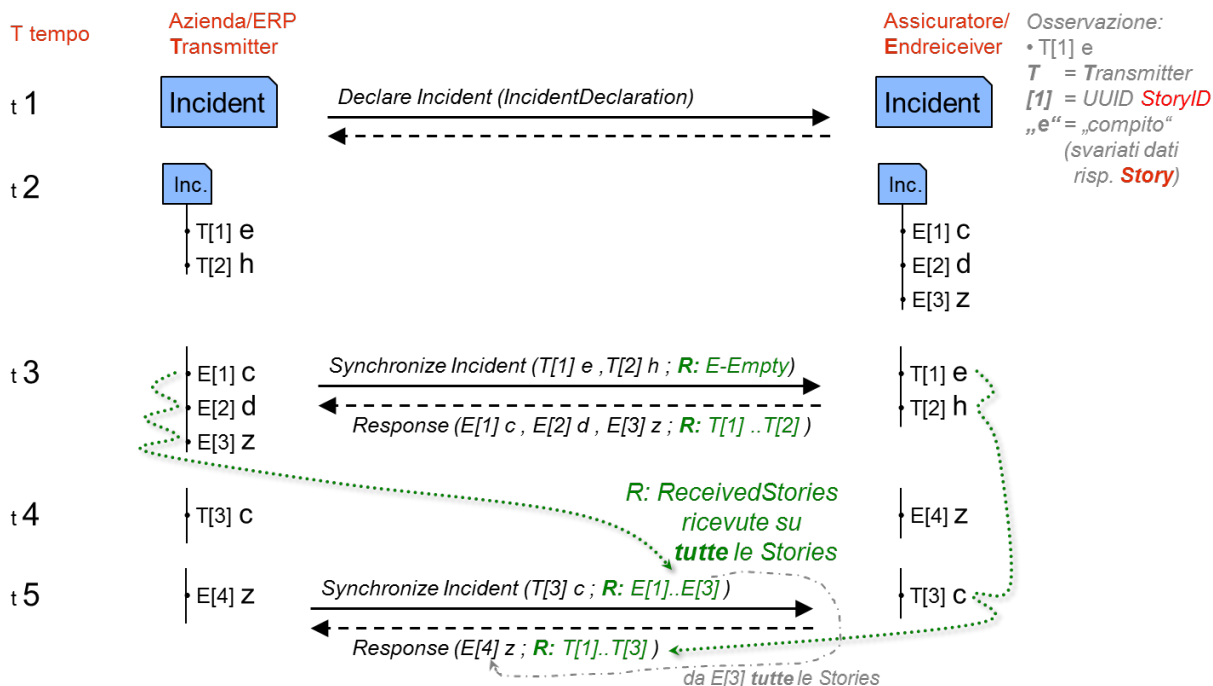 T tempo
Azienda/ERP
Transmitter
Assicuratore/
Endreiceiver
Osservazione:
• T[1] e
T = Transmitter
[1] = UUID StoryID
„e“ = „compito“
(svariati dati
risp. Story)
t 1
Incident
Declare Incident (IncidentDeclaration)
Incident
t 2
Inc.
T[1] e
T[2] h
Inc.
E[1] c
E[2] d
E[3] z
t 3
E[1] c
E[2] d
E[3] z
Synchronize Incident (T[1] e ,T[2] h ; R: E-Empty)
Response (E[1] c , E[2] d , E[3] z ; R: T[1] ..T[2] )
T[1] e
T[2] h
R: ReceivedStories
ricevute su
tutte le Stories
t 4
T[3] c
E[4] z
t 5
E[4] z
Synchronize Incident (T[3] c ; R: E[1]..E[3] )
Response (E[4] z ; R: T[1]..T[3] )
T[3] c
da E[3] tutte le Stories